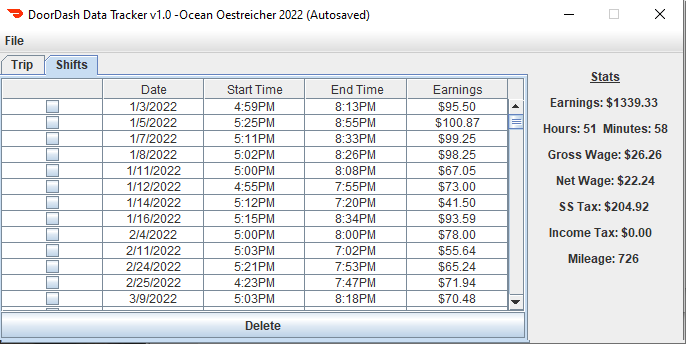 DoorDash Data Tracker v1.0 -Ocean Oestreicher 2022 (Autosaved)
File
Trip Shifts
Date Start Time End Time Earnings
1/3/2022 4:59PM 8:13PM $95.50
1/5/2022 5:25PM 8:55PM $100.87
1/7/2022 5:11PM 8:33PM $99.25
1/8/2022 5:02PM 8:26PM $98.25
1/11/2022 5:00PM 8:08PM $67.05
1/12/2022 4:55PM 7:55PM $73.00
1/14/2022 5:12PM 7:20PM $41.50
1/16/2022 5:15PM 8:34PM $93.59
2/4/2022 5:00PM 8:00PM $78.00
2/11/2022 5:03PM 7:02PM $55.64
2/24/2022 5:21PM 7:53PM $65.24
2/25/2022 4:23PM 7:47PM $71.94
3/9/2022 5:03PM 8:18PM $70.48
Delete
Stats
Earnings: $1339.33
Hours: 51 Minutes: 58
Gross Wage: $26.26
Net Wage: $22.24
SS Tax: $204.92
Income Tax: $0.00
Mileage: 726